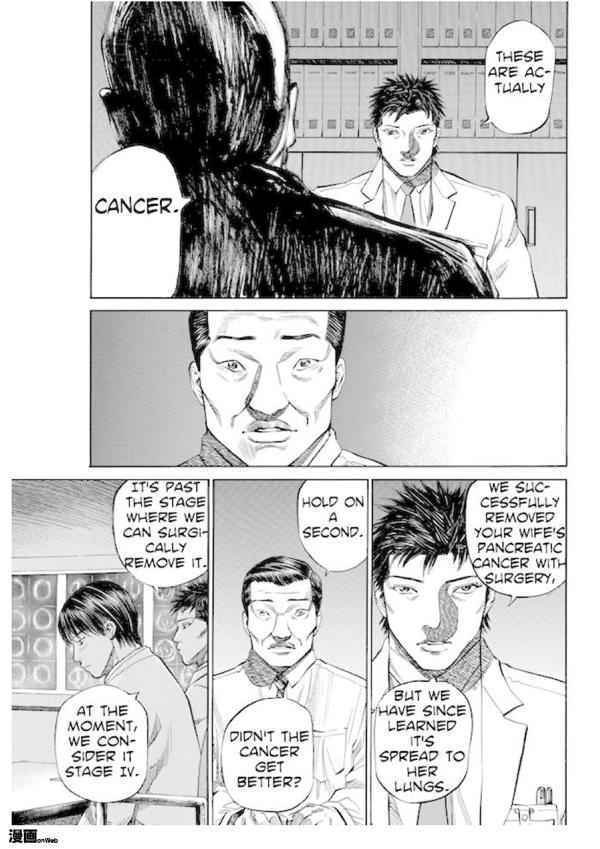 THESE
ARE AC-
TUALLY
CANCER.
WE SUC-
CESSFULLY
REMOVED
YOUR WIFE'S
PANCREATIC
CANCER WITH
SURGERY,
BUT WE
HAVE SINCE
LEARNED
IT'S
SPREAD TO
HER
LUNGS.
HOLD ON
A
SECOND.
DIDN'T THE
CANCER
GET
BETTER?
IT'S PAST
THE STAGE
WHERE WE
CAN SURGI-
CALLY
REMOVE IT.
AT THE
MOMENT,
WE CON-
SIDER IT
STAGE IV.
漫画onWeb